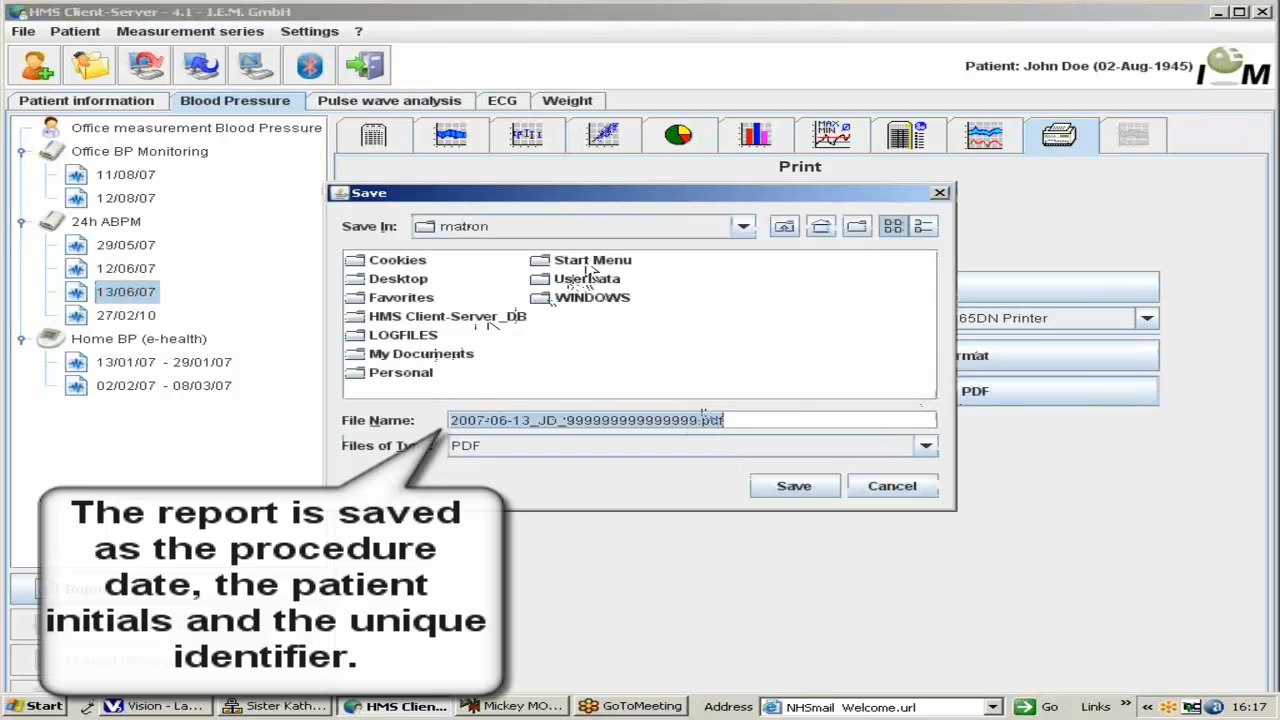 HMS Client-Server - 4.1 - I.E.M. GmbH
File Patient Measurement series Settings ?
Patient: John Doe (02-Aug-1945)
I M
Patient information Blood Pressure Pulse wave analysis ECG Weight
Office measurement Blood Pressure
Office BP Monitoring
11/08/07
12/08/07
24h ABPM
29/05/07
12/06/07
13/06/07
27/02/10
Home BP (e-health)
13/01/07 - 29/01/07
02/02/07 - 08/03/07
MAX
MIN
Print
Save
Save In: matron
Cookies
Desktop
Favorites
HMS Client-Server_DB
LOGFILES
My Documents
Personal
Start Menu
UserData
WINDOWS
File Name: 2007-06-13_JD_'999999999999999.pdf
Files of PDF
Save Cancel
65DN Printer
rmat
PDF
The report is saved
as the procedure
date, the patient
initials and the unique
identifier.
Start Vision - La... Sister Kath... HMS Clien... Mickey MO... GoToMeeting Address NHSmail Welcome.url Go Links » « 16:17